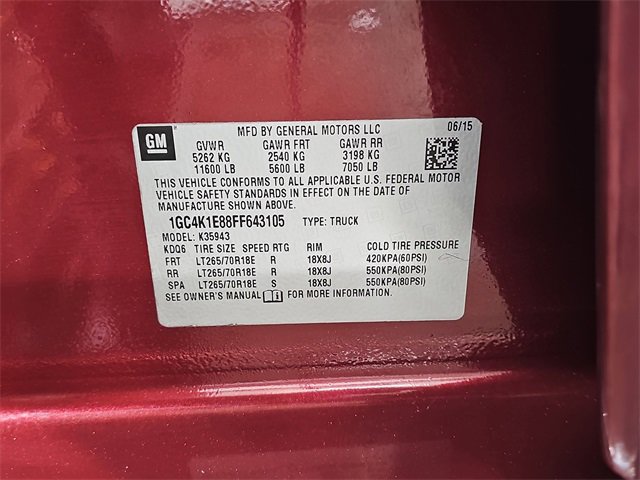 GM
MFD BY GENERAL MOTORS LLC 06/15
GVWR GAWR FRT GAWR RR
5262 KG 2540 KG 3198 KG
11600 LB 5600 LB 7050 LB
THIS VEHICLE CONFORMS TO ALL APPLICABLE U.S. FEDERAL MOTOR
VEHICLE SAFETY STANDARDS IN EFFECT ON THE DATE OF
MANUFACTURE SHOWN ABOVE.
1GC4K1E88FF643105 TYPE: TRUCK
MODEL: K35943
KDQ6 TIRE SIZE SPEED RTG RIM COLD TIRE PRESSURE
FRT LT265/70R18E R 18X8J 420KPA(60PSI)
RR LT265/70R18E R 18X8J 550KPA(80PSI)
SPA LT265/70R18E S 18X8J 550KPA(80PSI)
SEE OWNER'S MANUAL FOR MORE INFORMATION.